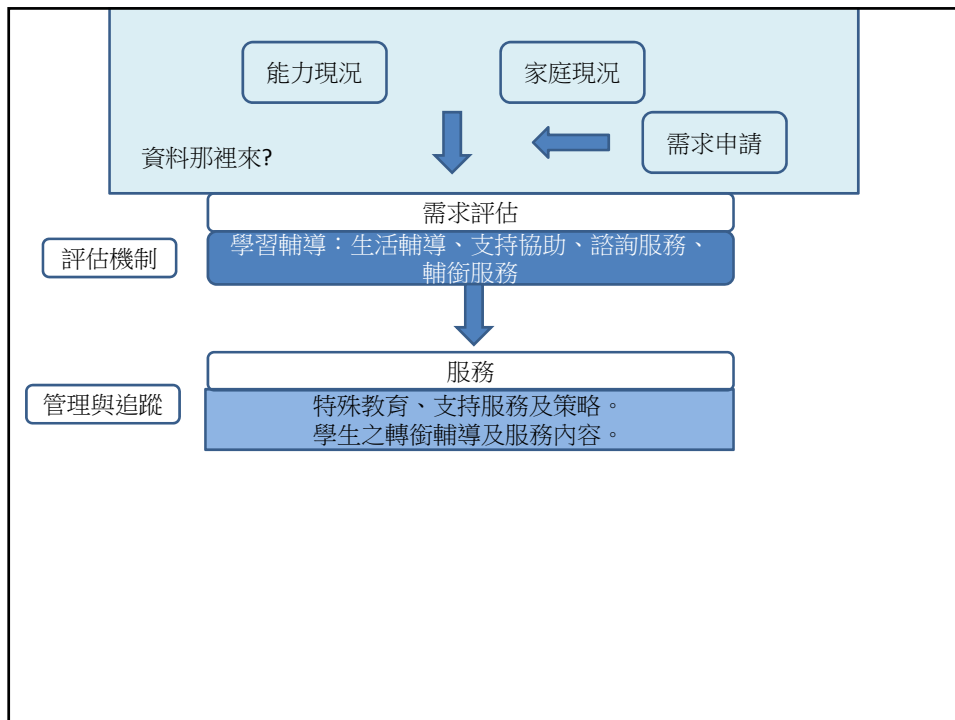 能力現況
家庭現況
需求申請
資料那裡來?
需求評估
評估機制
學習輔導：生活輔導、支持協助、諮詢服務、
輔銜服務
服務
管理與追蹤
特殊教育、支持服務及策略。
學生之轉銜輔導及服務內容。